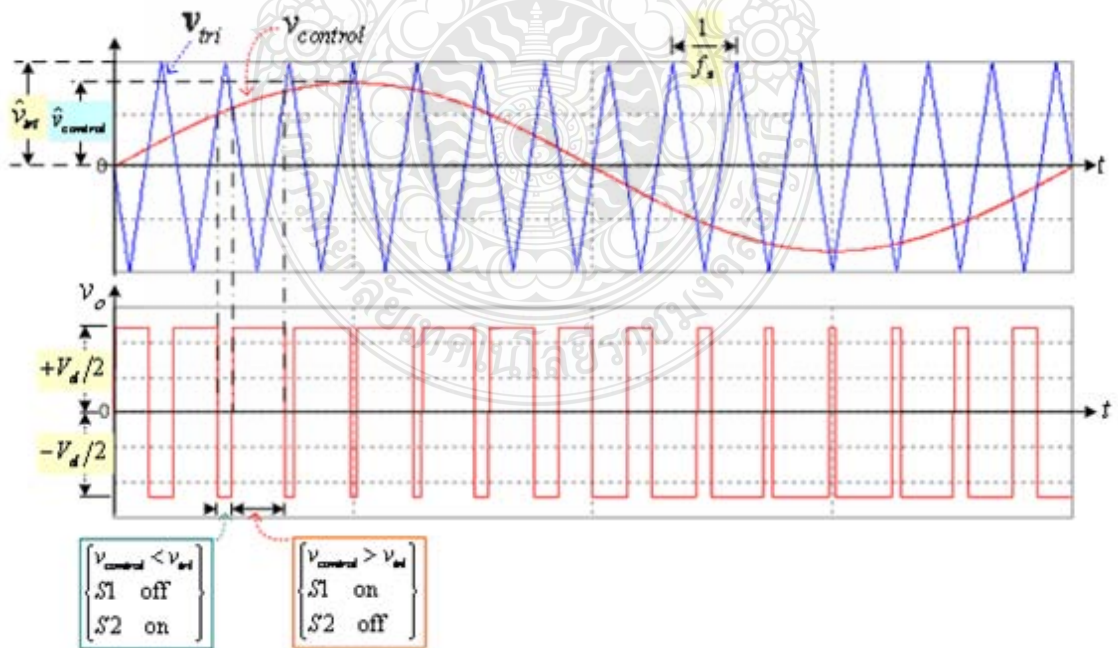 v_tri
v_control
1
f_s
v̂_tri
v̂_control
0
t
v_o
+V_d/2
0
t
-V_d/2
v_control < v_tri
S1 off
S2 on
v_control > v_tri
S1 on
S2 off